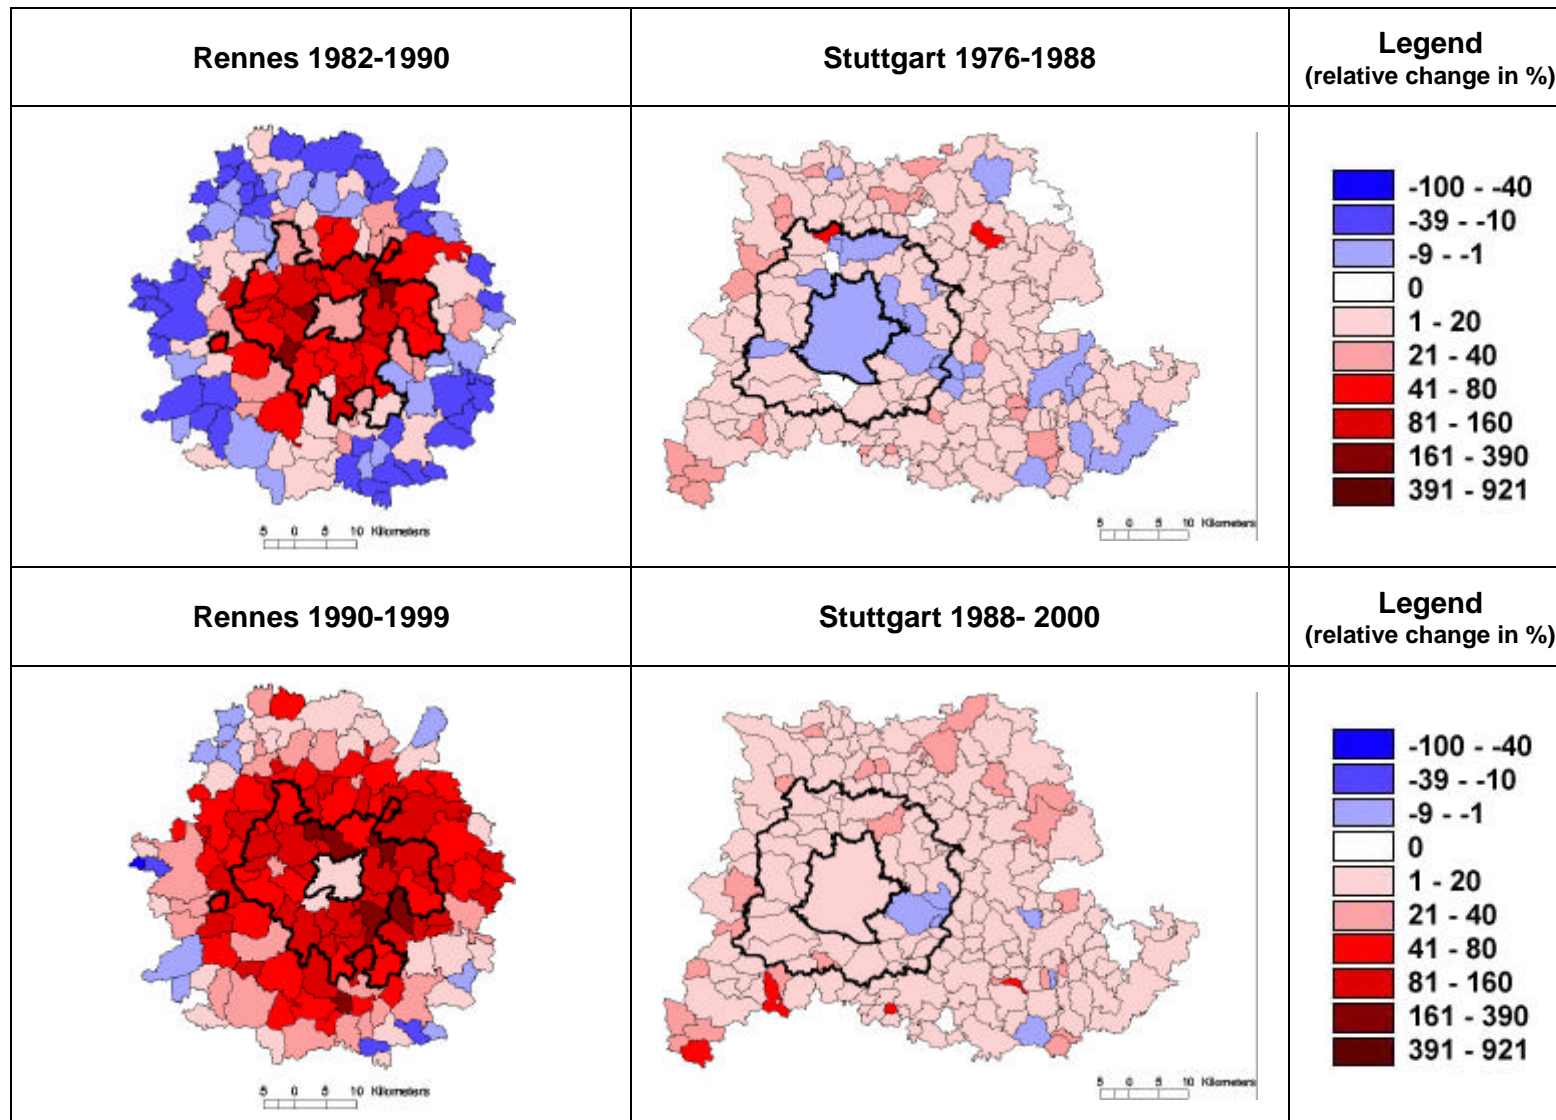 Rennes 1982-1990
Stuttgart 1976-1988
Legend
(relative change in %)
-100 - -40
-39 - -10
-9 - -1
0
1 - 20
21 - 40
41 - 80
81 - 160
161 - 390
391 - 921
5 0 5 10 Kilometers
5 0 5 10 Kilometers
Rennes 1990-1999
Stuttgart 1988- 2000
Legend
(relative change in %)
-100 - -40
-39 - -10
-9 - -1
0
1 - 20
21 - 40
41 - 80
81 - 160
161 - 390
391 - 921
5 0 5 10 Kilometers
5 0 5 10 Kilometers